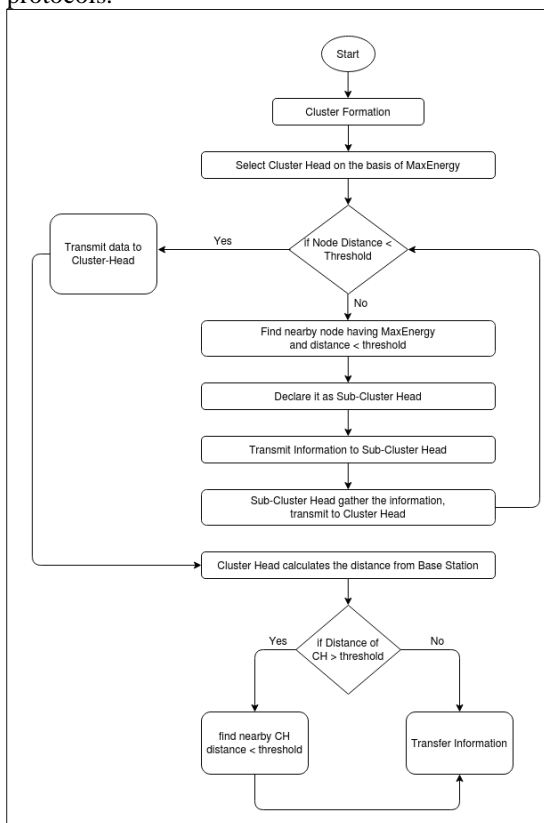 protocols.
Start
Cluster Formation
Select Cluster Head on the basis of MaxEnergy
if Node Distance <
Threshold
Yes
Transmit data to
Cluster-Head
No
Find nearby node having MaxEnergy
and distance < threshold
Declare it as Sub-Cluster Head
Transmit Information to Sub-Cluster Head
Sub-Cluster Head gather the information,
transmit to Cluster Head
Cluster Head calculates the distance from Base Station
if Distance of
CH > threshold
Yes
No
find nearby CH
distance < threshold
Transfer Information